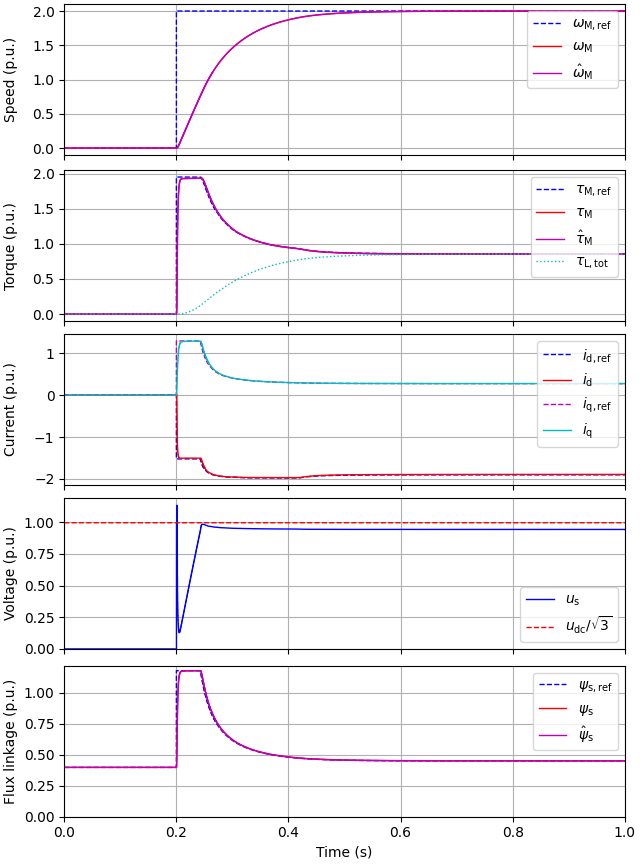 Speed (p.u.)
2.0
1.5
1.0
0.5
0.0
ω_M,ref
ω_M
ω̂_M
Torque (p.u.)
2.0
1.5
1.0
0.5
0.0
τ_M,ref
τ_M
τ̂_M
τ_L,tot
Current (p.u.)
1
0
−1
−2
i_d,ref
i_d
i_q,ref
i_q
Voltage (p.u.)
1.00
0.75
0.50
0.25
0.00
u_s
u_dc/√3
Flux linkage (p.u.)
1.00
0.75
0.50
0.25
0.00
ψ_s,ref
ψ_s
ψ̂_s
0.0 0.2 0.4 0.6 0.8 1.0
Time (s)